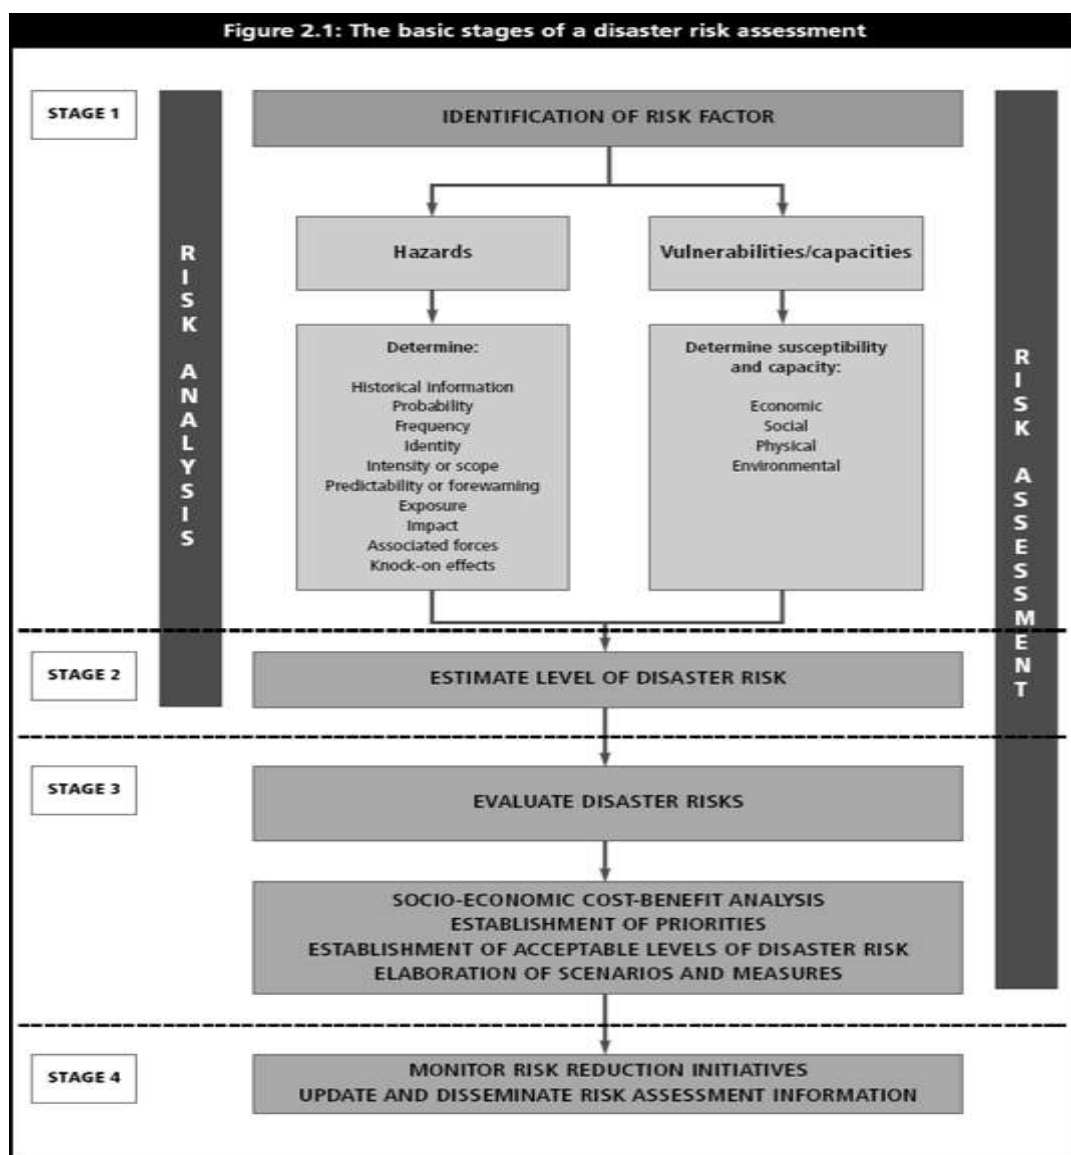 Figure 2.1: The basic stages of a disaster risk assessment
STAGE 1
RISK ANALYSIS
IDENTIFICATION OF RISK FACTOR
RISK ASSESSMENT
Hazards
Vulnerabilities/capacities
Determine:
Historical information
Probability
Frequency
Identity
Intensity or scope
Predictability or forewarning
Exposure
Impact
Associated forces
Knock-on effects
Determine susceptibility
and capacity:
Economic
Social
Physical
Environmental
STAGE 2
ESTIMATE LEVEL OF DISASTER RISK
STAGE 3
EVALUATE DISASTER RISKS
SOCIO-ECONOMIC COST-BENEFIT ANALYSIS
ESTABLISHMENT OF PRIORITIES
ESTABLISHMENT OF ACCEPTABLE LEVELS OF DISASTER RISK
ELABORATION OF SCENARIOS AND MEASURES
STAGE 4
MONITOR RISK REDUCTION INITIATIVES
UPDATE AND DISSEMINATE RISK ASSESSMENT INFORMATION